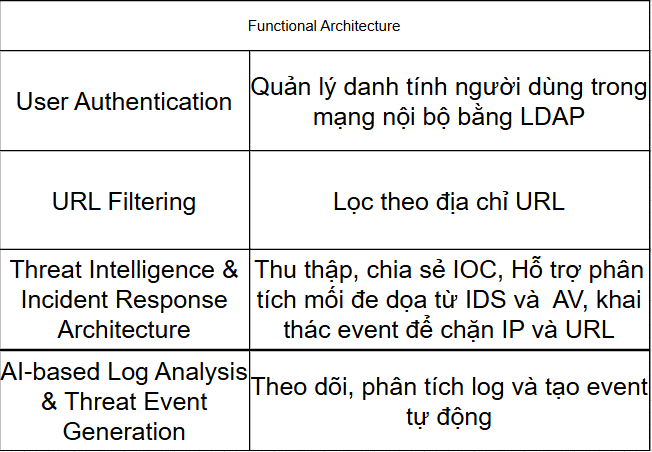 Functional Architecture
User Authentication
Quản lý danh tính người dùng trong
mạng nội bộ bằng LDAP
URL Filtering
Lọc theo địa chỉ URL
Threat Intelligence &
Incident Response
Architecture
Thu thập, chia sẻ IOC, Hỗ trợ phân
tích mối đe dọa từ IDS và  AV, khai
thác event để chặn IP và URL
AI-based Log Analysis
& Threat Event
Generation
Theo dõi, phân tích log và tạo event
tự động